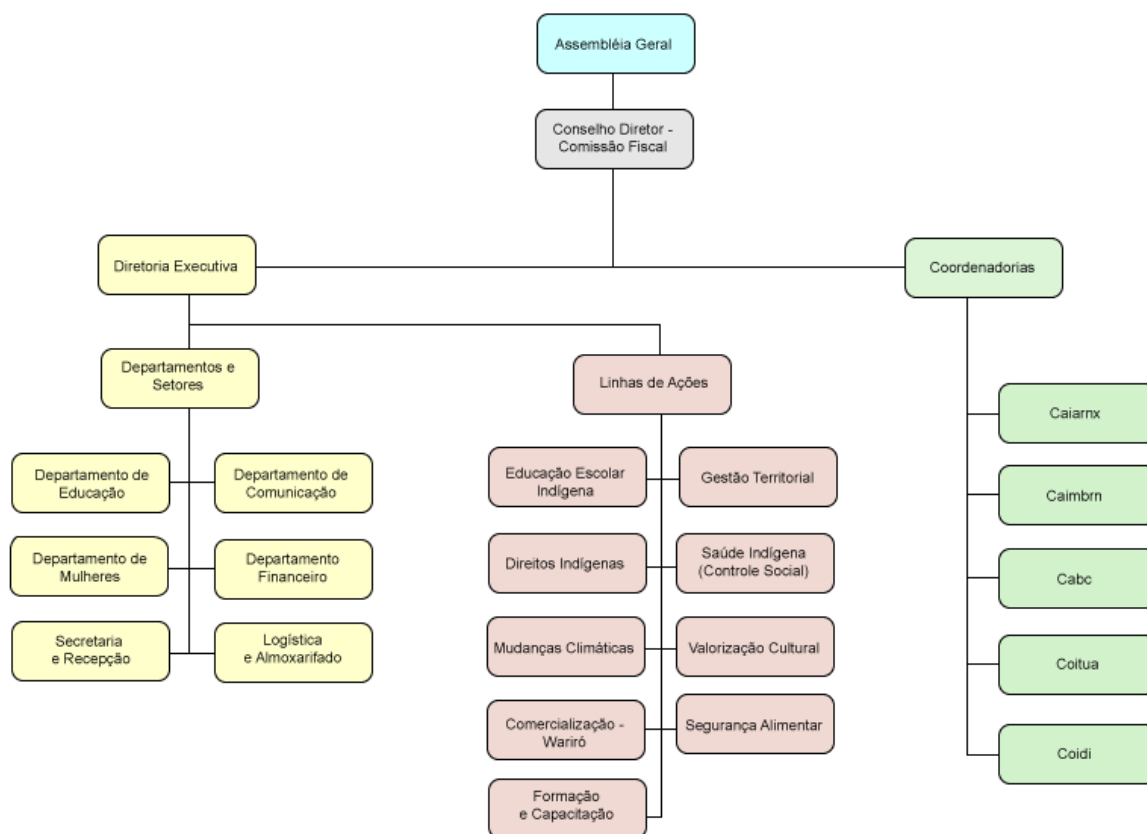 Assembléia Geral
Conselho Diretor -
Comissão Fiscal
Diretoria Executiva
Coordenadorias
Departamentos e
Setores
Linhas de Ações
Departamento de
Educação
Departamento de
Comunicação
Departamento de
Mulheres
Departamento
Financeiro
Secretaria
e Recepção
Logística
e Almoxarifado
Educação Escolar
Indígena
Gestão Territorial
Direitos Indígenas
Saúde Indígena
(Controle Social)
Mudanças Climáticas
Valorização Cultural
Comercialização -
Wariró
Segurança Alimentar
Formação
e Capacitação
Caiarnx
Caimbrn
Cabc
Coitua
Coidi